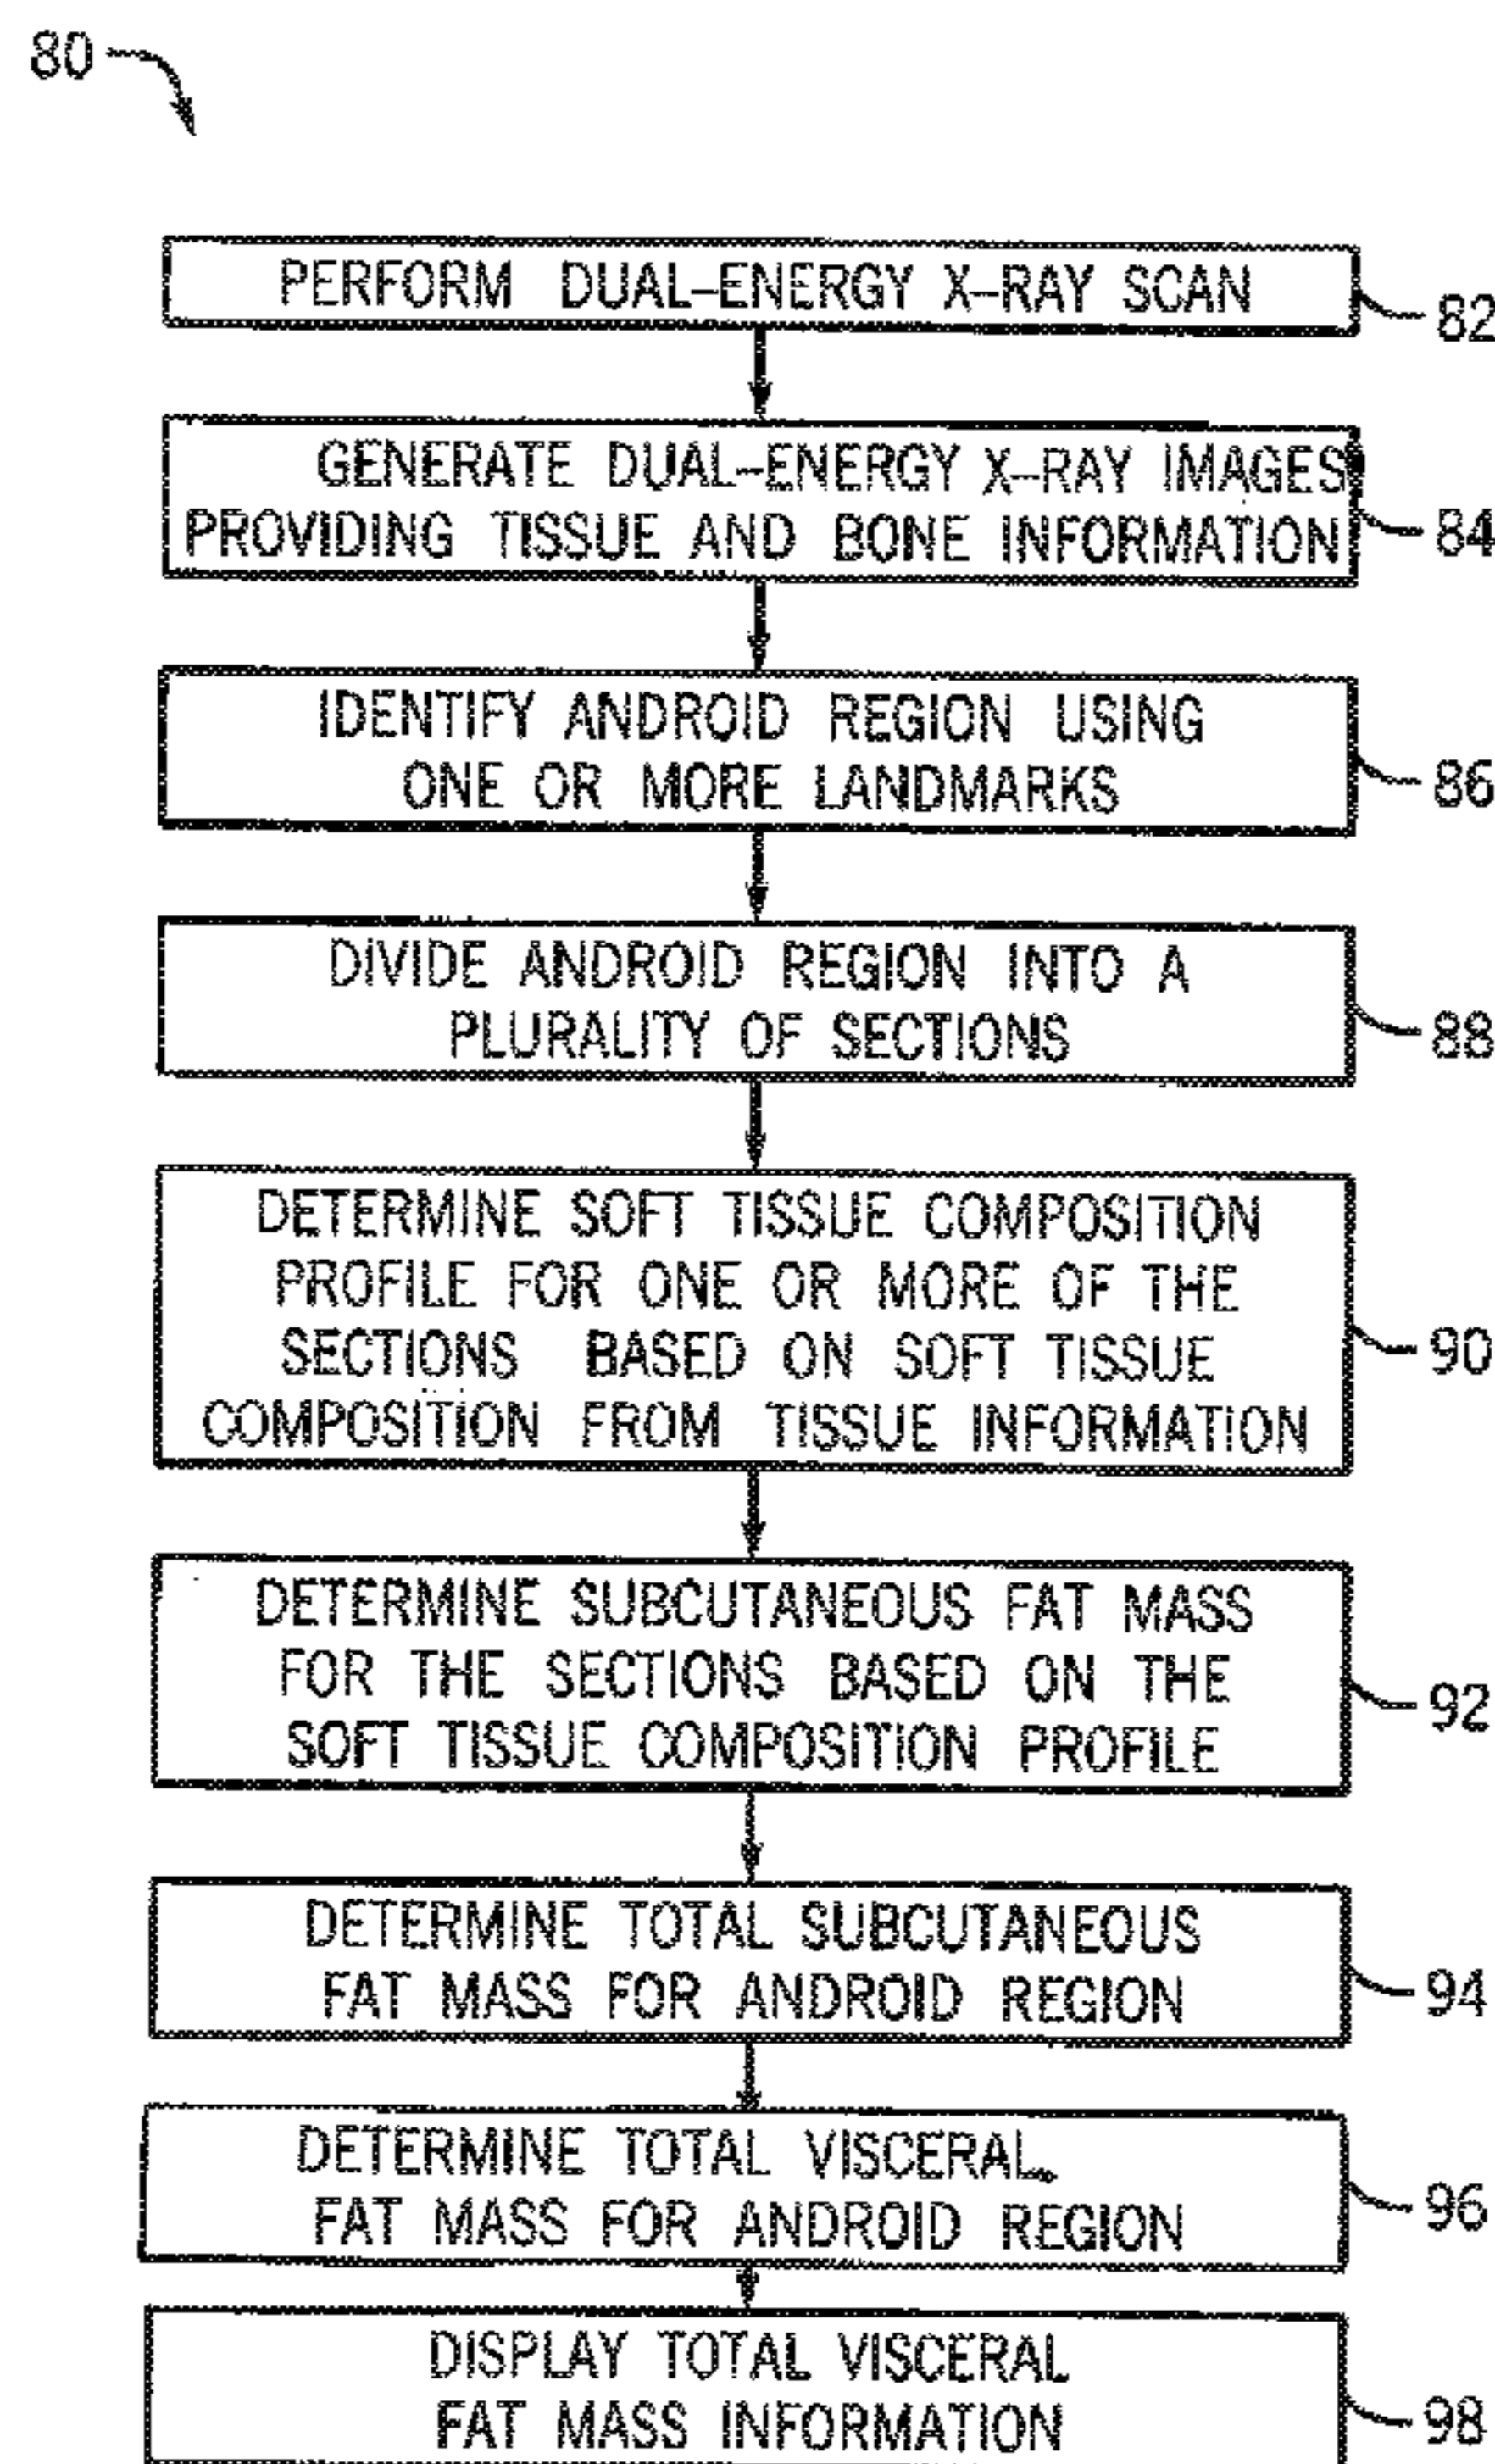 80
PERFORM DUAL-ENERGY X-RAY SCAN
82
GENERATE DUAL-ENERGY X-RAY IMAGES
PROVIDING TISSUE AND BONE INFORMATION
84
IDENTIFY ANDROID REGION USING
ONE OR MORE LANDMARKS
86
DIVIDE ANDROID REGION INTO A
PLURALITY OF SECTIONS
88
DETERMINE SOFT TISSUE COMPOSITION
PROFILE FOR ONE OR MORE OF THE
SECTIONS BASED ON SOFT TISSUE
COMPOSITION FROM TISSUE INFORMATION
90
DETERMINE SUBCUTANEOUS FAT MASS
FOR THE SECTIONS BASED ON THE
SOFT TISSUE COMPOSITION PROFILE
92
DETERMINE TOTAL SUBCUTANEOUS
FAT MASS FOR ANDROID REGION
94
DETERMINE TOTAL VISCERAL
FAT MASS FOR ANDROID REGION
96
DISPLAY TOTAL VISCERAL
FAT MASS INFORMATION
98